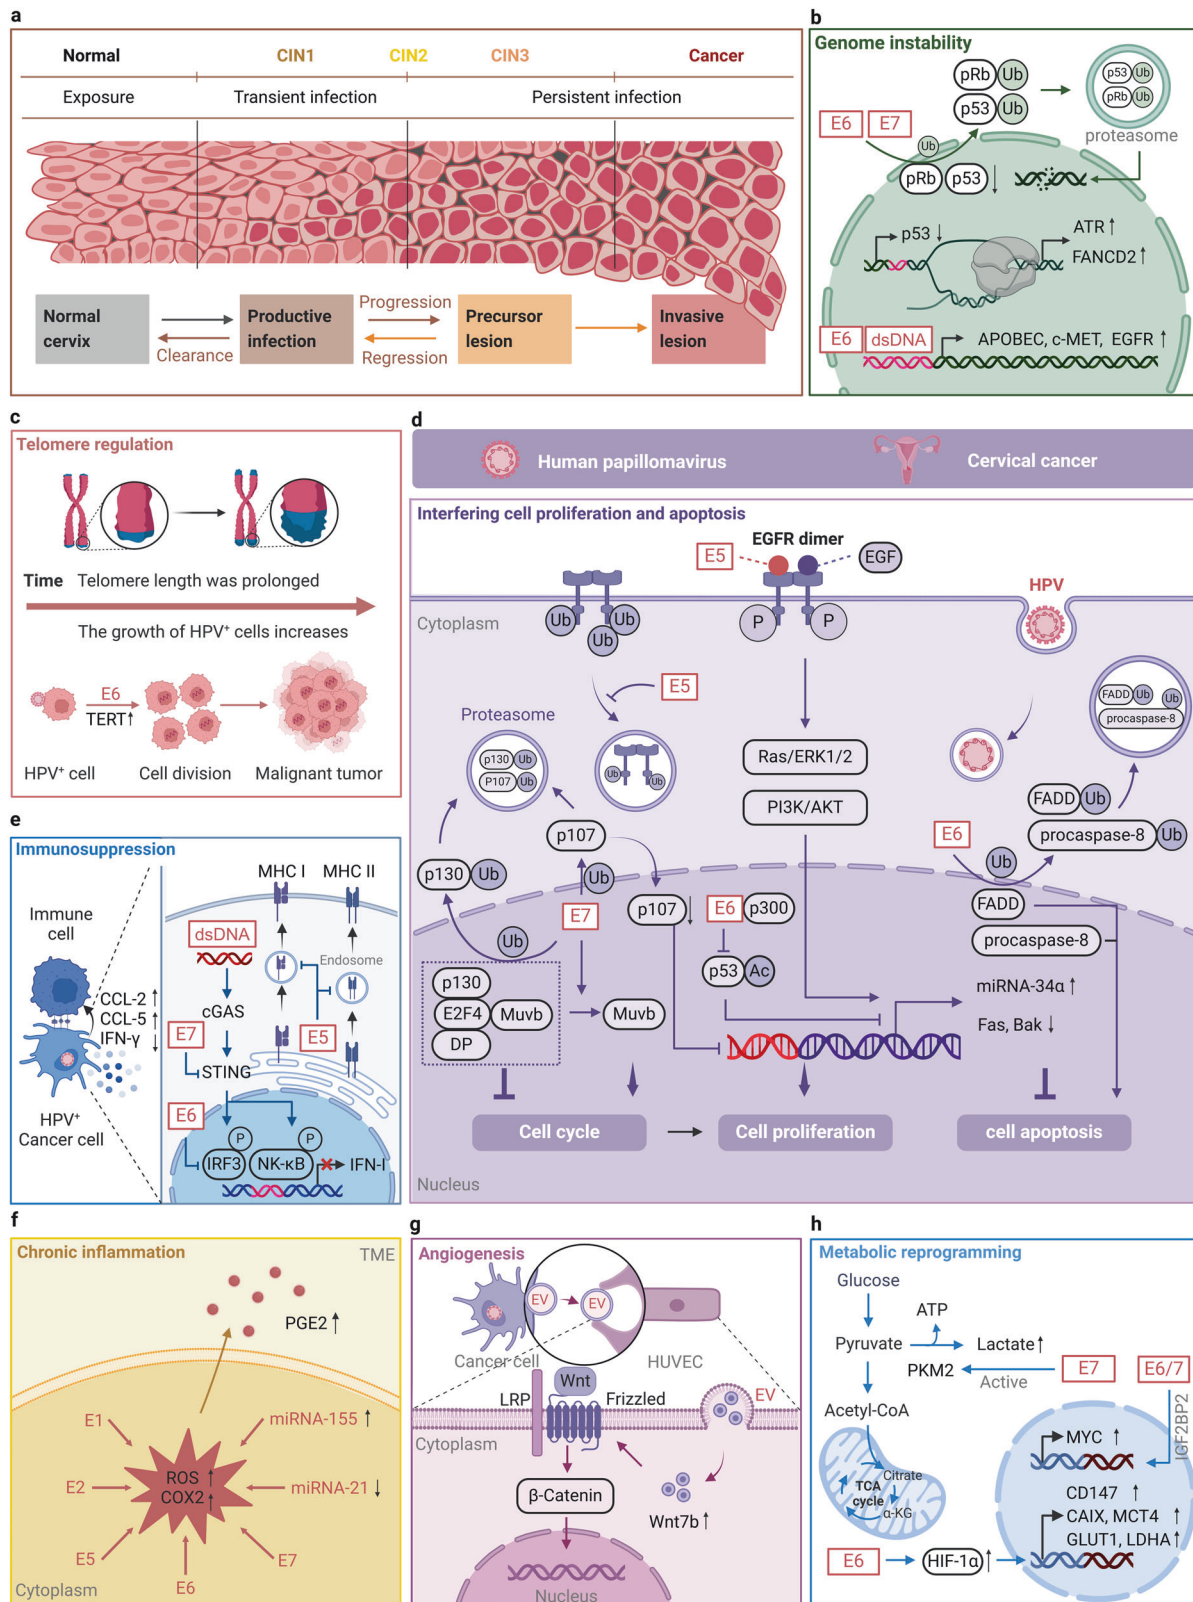 a
Normal
CIN1
CIN2
CIN3
Cancer
Exposure
Transient infection
Persistent infection
Normal
cervix
Clearance
Productive
infection
Progression
Regression
Precursor
lesion
Invasive
lesion
b
Genome instability
pRb Ub
p53 Ub
p53 Ub
pRb Ub
proteasome
E6 E7
Ub
pRb p53 ↓
p53 ↓
ATR ↑
FANCD2 ↑
E6 dsDNA
APOBEC, c-MET, EGFR ↑
c
Telomere regulation
Time Telomere length was prolonged
The growth of HPV⁺ cells increases
E6
TERT↑
HPV⁺ cell
Cell division
Malignant tumor
d
Human papillomavirus
Cervical cancer
Interfering cell proliferation and apoptosis
EGFR dimer
E5
EGF
HPV
Cytoplasm
Ub
Ub
Ub
P
P
E5
Proteasome
p130 Ub
P107 Ub
Ub
Ub
Ras/ERK1/2
PI3K/AKT
FADD Ub
Ub
procaspase-8
FADD Ub
procaspase-8 Ub
E6
Ub
p107
p130 Ub
Ub
E7
p107 ↓
E6 p300
FADD
procaspase-8
Ub
p53 Ac
p130
E2F4 Muvb
DP
Muvb
miRNA-34α ↑
Fas, Bak ↓
Cell cycle
Cell proliferation
cell apoptosis
Nucleus
e
Immunosuppression
MHC I
MHC II
Immune
cell
dsDNA
Endosome
CCL-2 ↑
CCL-5 ↑
IFN-γ ↓
cGAS
E7
E5
STING
HPV⁺
Cancer cell
E6
P
P
IRF3
NK-κB
IFN-I
f
Chronic inflammation
TME
PGE2 ↑
E1
miRNA-155 ↑
ROS ↑
COX2 ↑
E2
miRNA-21 ↓
E5
E7
E6
Cytoplasm
g
Angiogenesis
EV
EV
Cancer cell
HUVEC
Wnt
LRP
Frizzled
EV
Cytoplasm
β-Catenin
Wnt7b ↑
Nucleus
h
Metabolic reprogramming
Glucose
ATP
Pyruvate
Lactate ↑
PKM2
Active
E7
E6/7
Acetyl-CoA
IGF2BP2
MYC ↑
Citrate
TCA
cycle
α-KG
CD147 ↑
CAIX, MCT4 ↑
GLUT1, LDHA ↑
E6
HIF-1α ↑